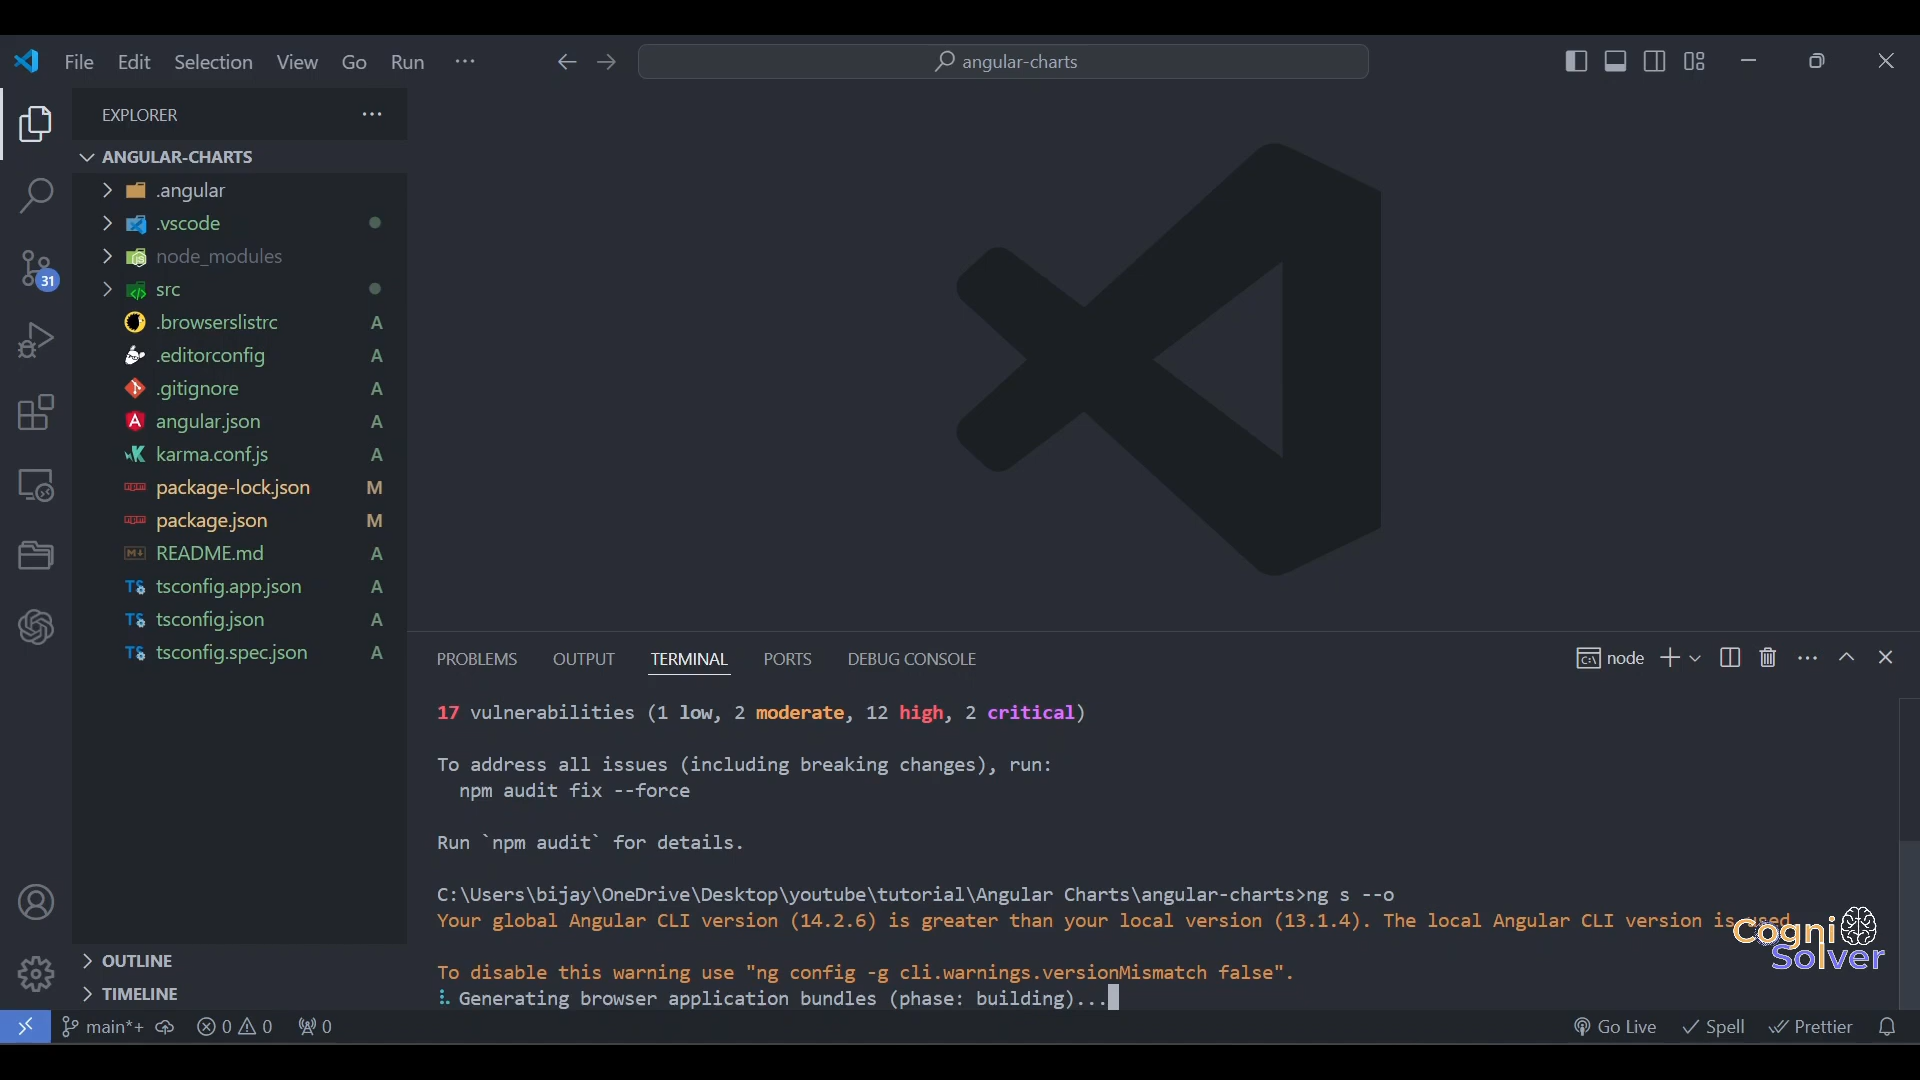 File Edit Selection View Go Run ···
angular-charts
EXPLORER ···
ANGULAR-CHARTS
.angular
.vscode
node_modules
src
.browserslistrc A
.editorconfig A
.gitignore A
angular.json A
karma.conf.js A
package-lock.json M
package.json M
README.md A
TS tsconfig.app.json A
TS tsconfig.json A
TS tsconfig.spec.json A
31
OUTLINE
TIMELINE
PROBLEMS OUTPUT TERMINAL PORTS DEBUG CONSOLE
node
17 vulnerabilities (1 low, 2 moderate, 12 high, 2 critical)
To address all issues (including breaking changes), run:
npm audit fix --force
Run `npm audit` for details.
C:\Users\bijay\OneDrive\Desktop\youtube\tutorial\Angular Charts\angular-charts>ng s --o
Your global Angular CLI version (14.2.6) is greater than your local version (13.1.4). The local Angular CLI version is used
To disable this warning use "ng config -g cli.warnings.versionMismatch false".
Generating browser application bundles (phase: building)...
Cogni
Solver
main*+ 0 0 0
Go Live Spell Prettier